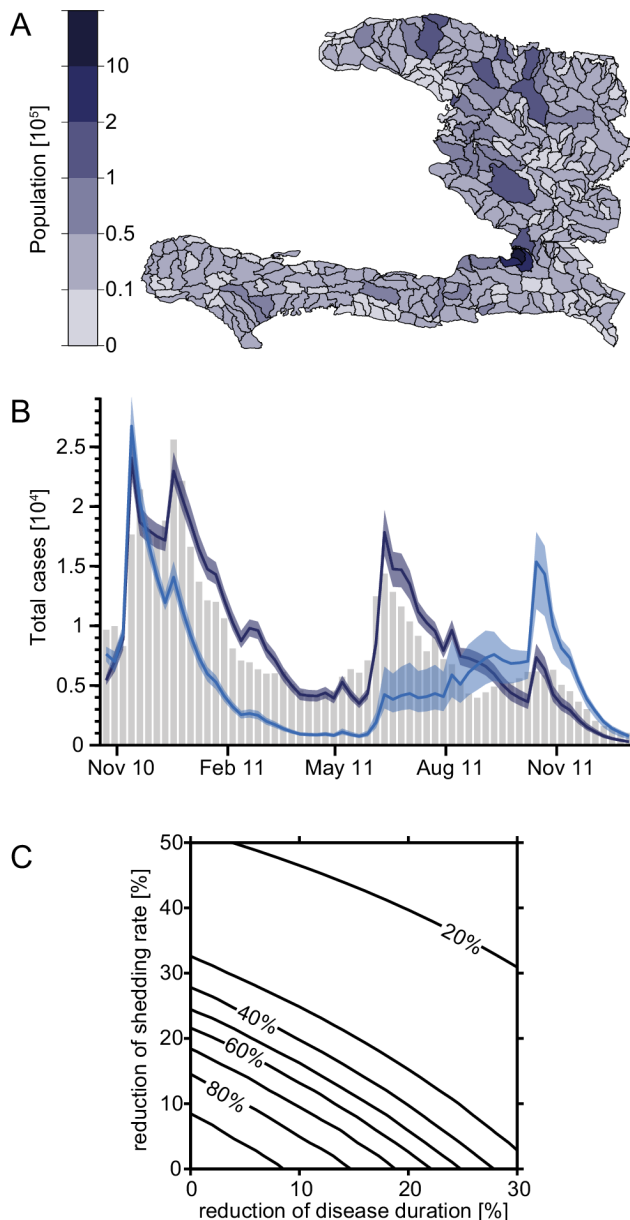 A
Population [10⁵]
10
2
1
0.5
0.1
0
B
Total cases [10⁴]
2.5
2
1.5
1
0.5
0
Nov 10 Feb 11 May 11 Aug 11 Nov 11
C
reduction of shedding rate [%]
50
40
30
20
10
0
20%
40%
60%
80%
0 10 20 30
reduction of disease duration [%]